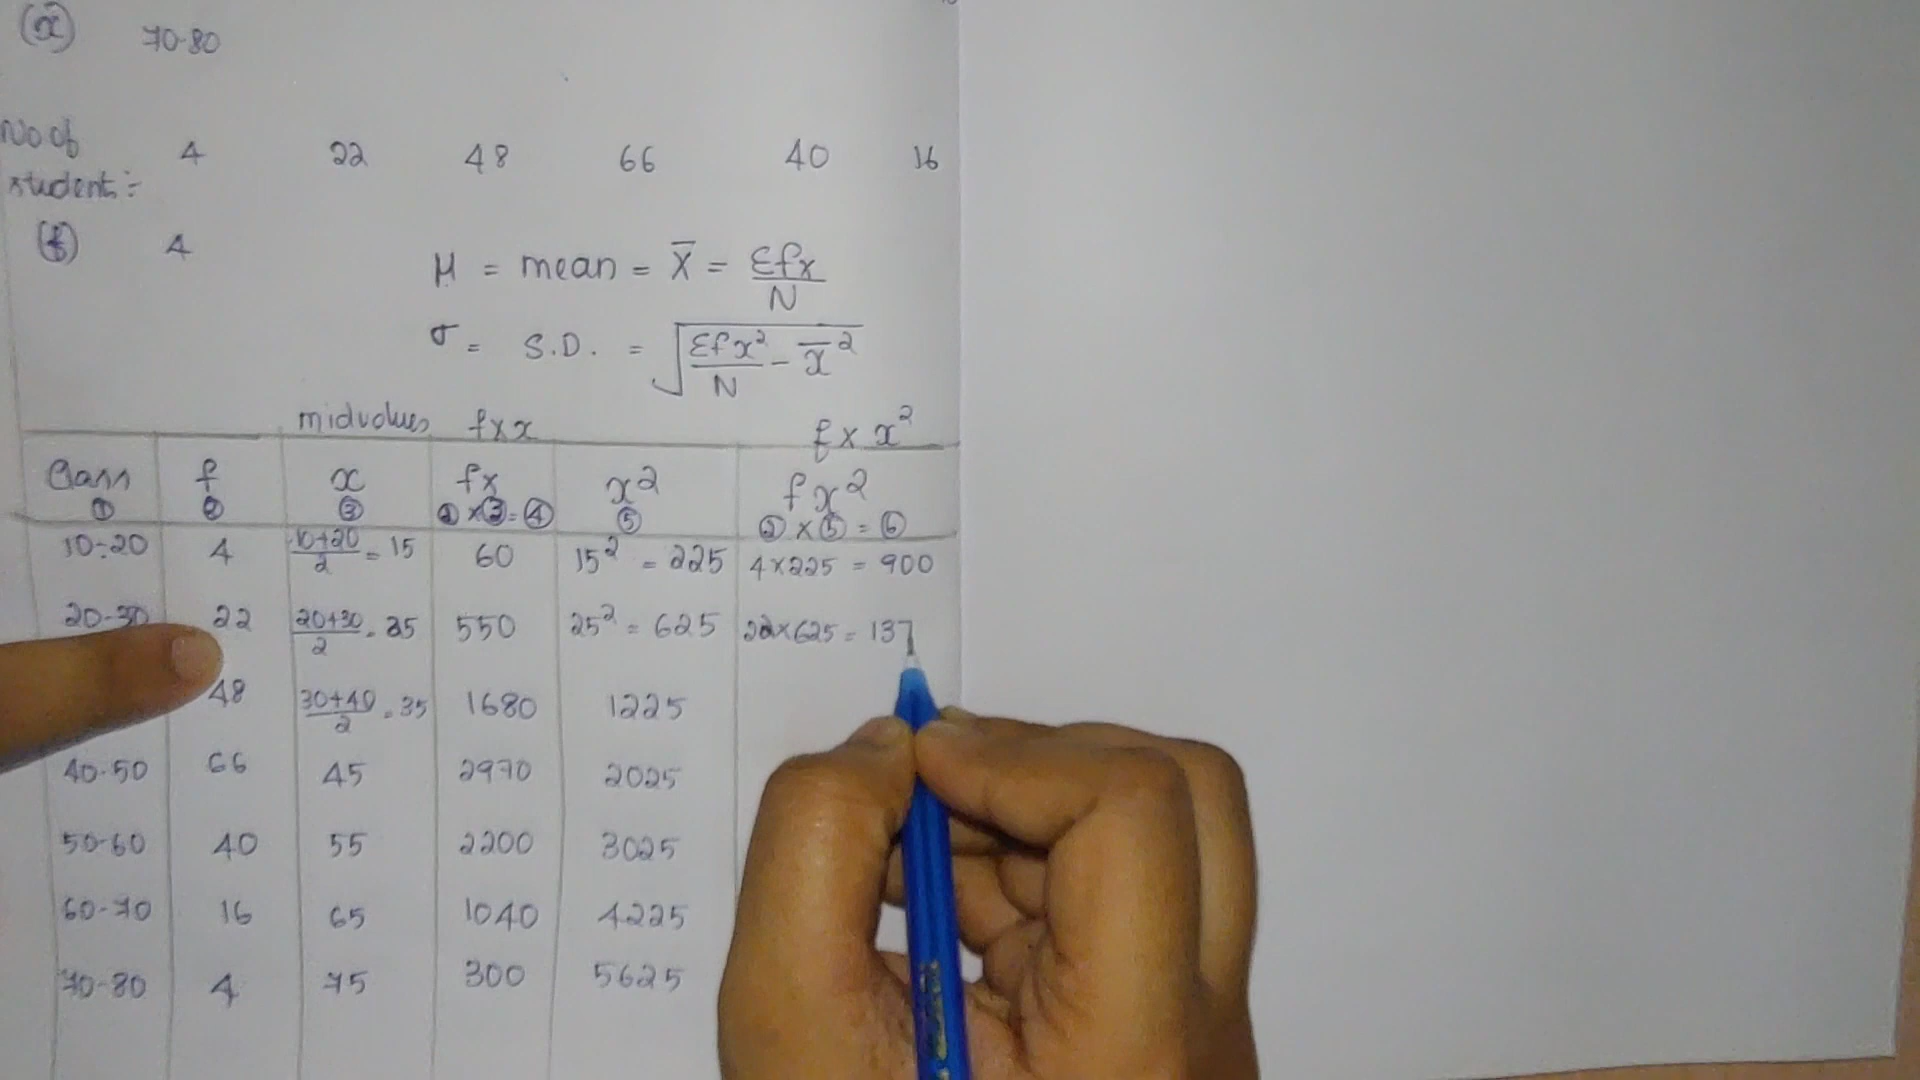 (x) 70-80
No of
student:- 4 22 48 66 40 16
(f) 4
μ = mean = X̄ = Σfx / N
σ = S.D. = √(Σfx² / N - x̄²)
midvalues f×x f×x²
Class f x fx x² fx²
① ② ③ ②×③=④ ⑤ ②×⑤=⑥
10-20 4 10+20/2 = 15 60 15² = 225 4×225 = 900
20-30 22 20+30/2 = 25 550 25² = 625 22×625 = 137
48 30+40/2 = 35 1680 1225
40-50 66 45 2970 2025
50-60 40 55 2200 3025
60-70 16 65 1040 4225
70-80 4 75 300 5625